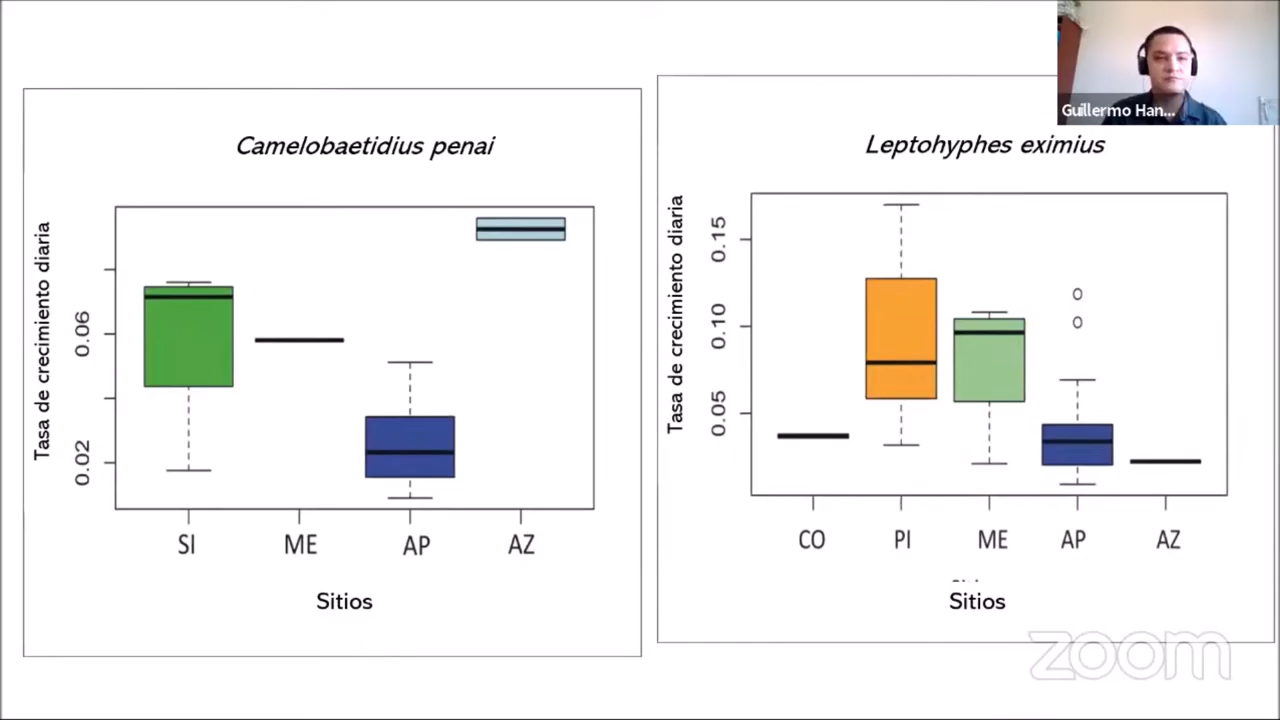 Guillermo Han...
Camelobaetidius penai
Tasa de crecimiento diaria
0.06
0.02
SI ME AP AZ
Sitios
Leptohyphes eximius
Tasa de crecimiento diaria
0.15
0.10
0.05
CO PI ME AP AZ
Sitios
zoom